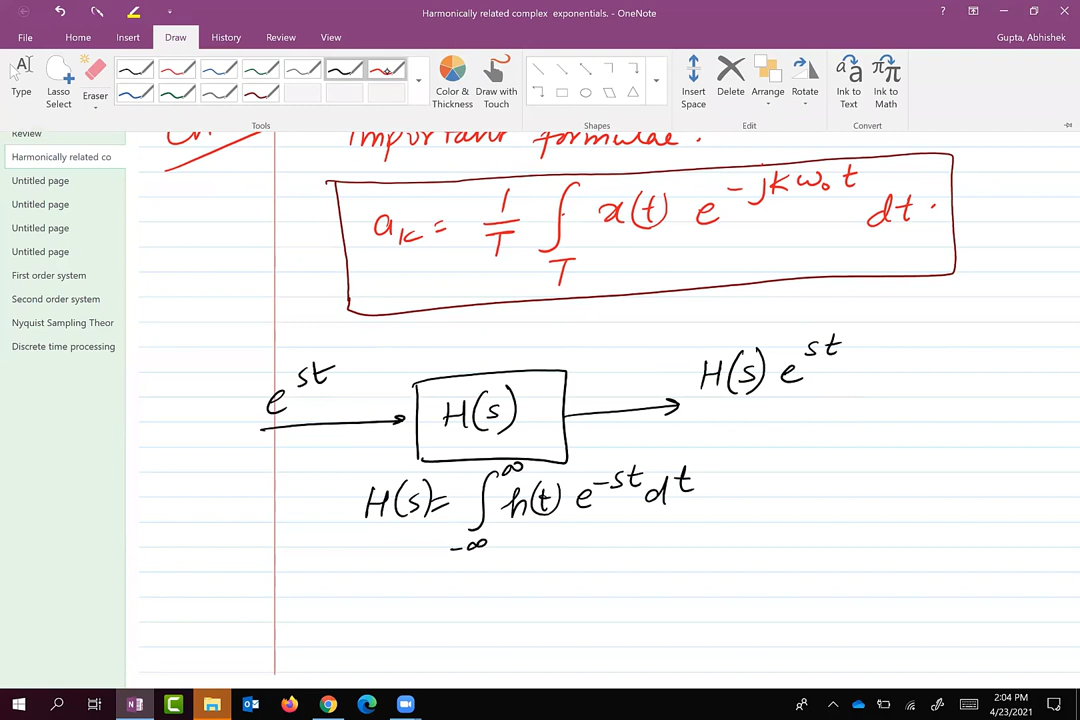 Harmonically related complex exponentials. - OneNote
Gupta, Abhishek
File Home Insert Draw History Review View
Type
Lasso Select
Eraser
Color & Thickness
Draw with Touch
Insert Space
Delete
Arrange
Rotate
Ink to Text
Ink to Math
Tools
Shapes
Edit
Convert
Review
Harmonically related co
Untitled page
Untitled page
Untitled page
Untitled page
First order system
Second order system
Nyquist Sampling Theor
Discrete time processing
important formulae.
a_k = 1/T ∫_T x(t) e^{-jkω₀t} dt.
e^{st}
H(s)
H(s) e^{st}
H(s) = ∫_{-∞}^{∞} h(t) e^{-st} dt
2:04 PM
4/23/2021